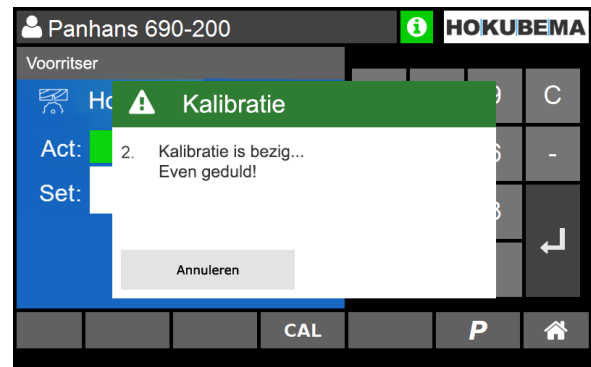 Panhans 690-200
i
HOKUBEMA
Voorritser
Kalibratie
C
Act:
2. Kalibratie is bezig...
-
Set:
Even geduld!
Annuleren
CAL
P